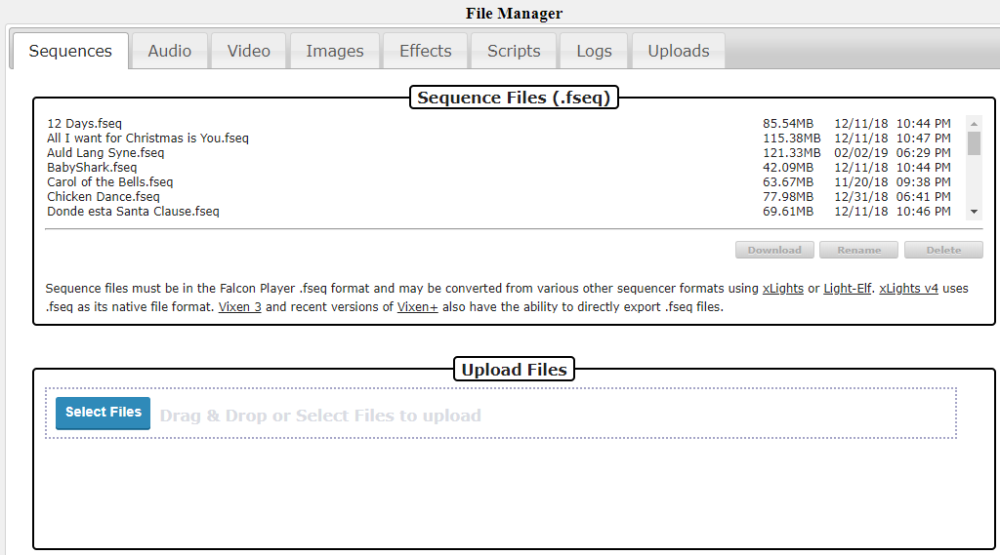 File Manager
Sequences Audio Video Images Effects Scripts Logs Uploads
Sequence Files (.fseq)
12 Days.fseq 85.54MB 12/11/18 10:44 PM
All I want for Christmas is You.fseq 115.38MB 12/11/18 10:47 PM
Auld Lang Syne.fseq 121.33MB 02/02/19 06:29 PM
BabyShark.fseq 42.09MB 12/11/18 10:44 PM
Carol of the Bells.fseq 63.67MB 11/20/18 09:38 PM
Chicken Dance.fseq 77.98MB 12/31/18 06:41 PM
Donde esta Santa Clause.fseq 69.61MB 12/11/18 10:46 PM
Download Rename Delete
Sequence files must be in the Falcon Player .fseq format and may be converted from various other sequencer formats using xLights or Light-Elf. xLights v4 uses
.fseq as its native file format. Vixen 3 and recent versions of Vixen+ also have the ability to directly export .fseq files.
Upload Files
Select Files Drag & Drop or Select Files to upload